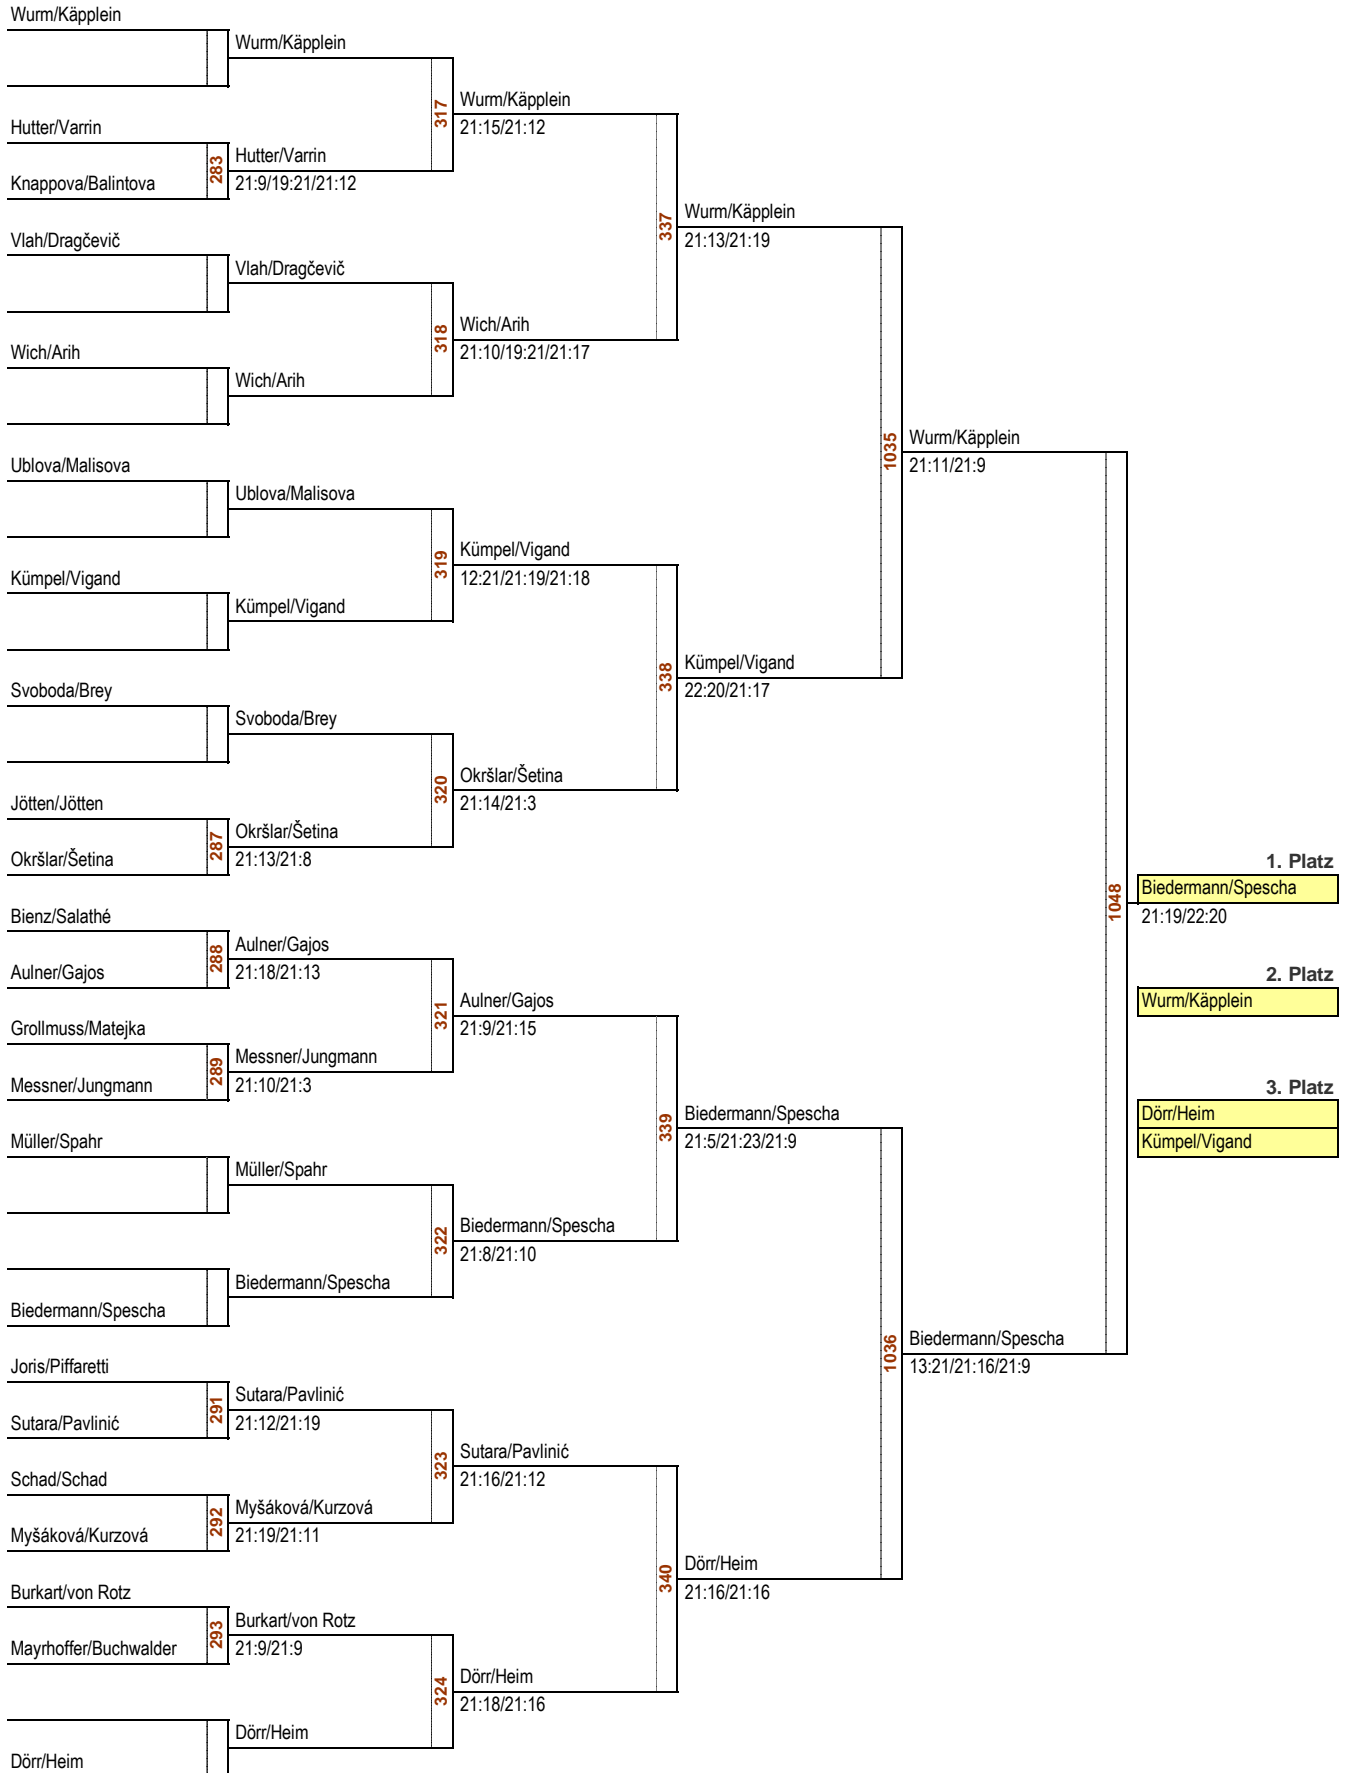 Wurm/Käpplein
Wurm/Käpplein
317
Wurm/Käpplein
21:15/21:12
Hutter/Varrin
283
Hutter/Varrin
Knappova/Balintova
21:9/19:21/21:12
337
Wurm/Käpplein
21:13/21:19
Vlah/Dragčevič
Vlah/Dragčevič
318
Wich/Arih
21:10/19:21/21:17
Wich/Arih
Wich/Arih
1035
Wurm/Käpplein
21:11/21:9
Ublova/Malisova
Ublova/Malisova
319
Kümpel/Vigand
12:21/21:19/21:18
Kümpel/Vigand
Kümpel/Vigand
338
Kümpel/Vigand
22:20/21:17
Svoboda/Brey
Svoboda/Brey
320
Okršlar/Šetina
21:14/21:3
Jötten/Jötten
287
Okršlar/Šetina
Okršlar/Šetina
21:13/21:8
1048
1. Platz
Biedermann/Spescha
21:19/22:20
Bienz/Salathé
288
Aulner/Gajos
Aulner/Gajos
21:18/21:13
2. Platz
Wurm/Käpplein
321
Aulner/Gajos
21:9/21:15
Grollmuss/Matejka
289
Messner/Jungmann
Messner/Jungmann
21:10/21:3
3. Platz
Dörr/Heim
Kümpel/Vigand
339
Biedermann/Spescha
21:5/21:23/21:9
Müller/Spahr
Müller/Spahr
322
Biedermann/Spescha
21:8/21:10
Biedermann/Spescha
Biedermann/Spescha
1036
Biedermann/Spescha
13:21/21:16/21:9
Joris/Piffaretti
291
Sutara/Pavlinić
Sutara/Pavlinić
21:12/21:19
323
Sutara/Pavlinić
21:16/21:12
Schad/Schad
292
Myšáková/Kurzová
Myšáková/Kurzová
21:19/21:11
340
Dörr/Heim
21:16/21:16
Burkart/von Rotz
293
Burkart/von Rotz
Mayrhoffer/Buchwalder
21:9/21:9
324
Dörr/Heim
21:18/21:16
Dörr/Heim
Dörr/Heim